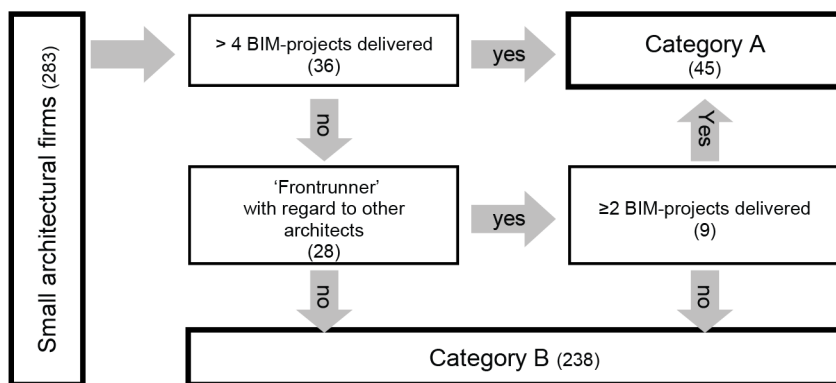 Small architectural firms (283)
> 4 BIM-projects delivered
(36)
yes
Category A
(45)
no
Yes
'Frontrunner'
with regard to other
architects
(28)
yes
≥2 BIM-projects delivered
(9)
no
no
Category B (238)